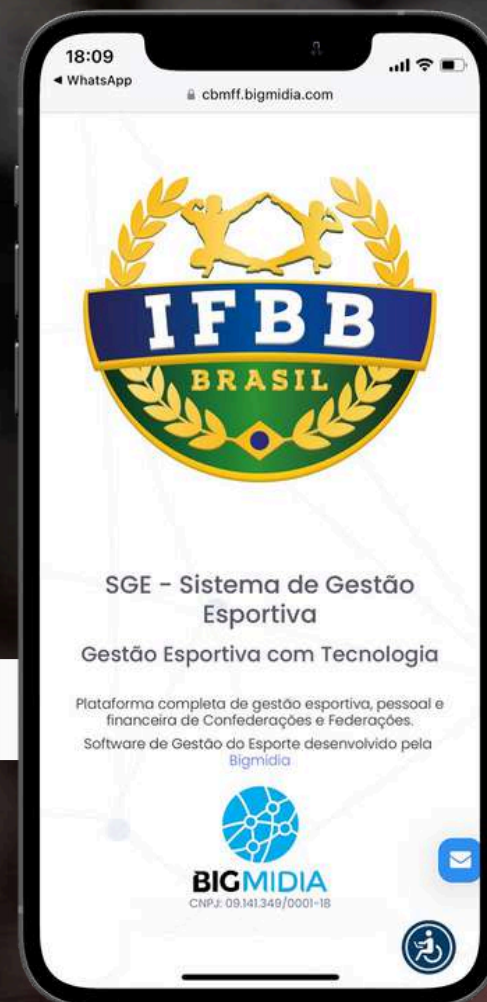 18:09
◀ WhatsApp
cbmff.bigmidia.com
IFBB
BRASIL
SGE - Sistema de Gestão
Esportiva
Gestão Esportiva com Tecnologia
Plataforma completa de gestão esportiva, pessoal e
financeira de Confederações e Federações.
Software de Gestão do Esporte desenvolvido pela
Bigmidia
BIGMIDIA
CNPJ: 09.141.349/0001-18